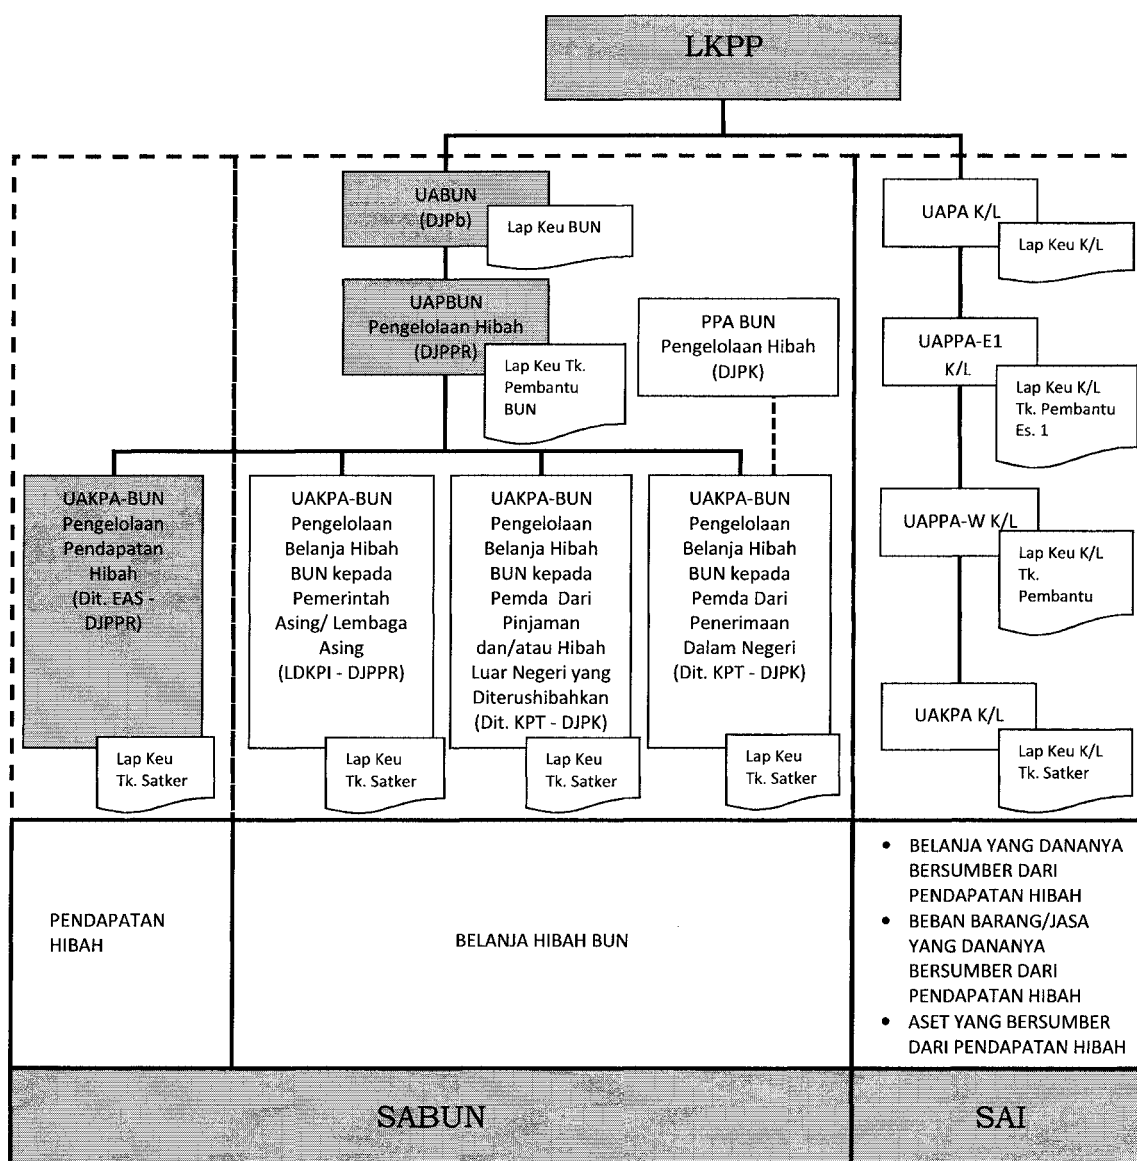 LKPP
UABUN
(DJPb)
Lap Keu BUN
UAPBUN
Pengelolaan Hibah
(DJPPR)
Lap Keu Tk.
Pembantu
BUN
PPA BUN
Pengelolaan Hibah
(DJPK)
UAPA K/L
Lap Keu K/L
UAPPA-E1
K/L
Lap Keu K/L
Tk. Pembantu
Es. 1
UAPPA-W K/L
Lap Keu K/L
Tk.
Pembantu
UAKPA K/L
Lap Keu K/L
Tk. Satker
UAKPA-BUN
Pengelolaan
Pendapatan
Hibah
(Dit. EAS -
DJPPR)
Lap Keu
Tk. Satker
UAKPA-BUN
Pengelolaan
Belanja Hibah
BUN kepada
Pemerintah
Asing/ Lembaga
Asing
(LDKPI - DJPPR)
Lap Keu
Tk. Satker
UAKPA-BUN
Pengelolaan
Belanja Hibah
BUN kepada
Pemda Dari
Pinjaman
dan/atau Hibah
Luar Negeri yang
Diterushibahkan
(Dit. KPT - DJPK)
Lap Keu
Tk. Satker
UAKPA-BUN
Pengelolaan
Belanja Hibah
BUN kepada
Pemda Dari
Penerimaan
Dalam Negeri
(Dit. KPT - DJPK)
Lap Keu
Tk. Satker
PENDAPATAN
HIBAH
BELANJA HIBAH BUN
• BELANJA YANG DANANYA
BERSUMBER DARI
PENDAPATAN HIBAH
• BEBAN BARANG/JASA
YANG DANANYA
BERSUMBER DARI
PENDAPATAN HIBAH
• ASET YANG BERSUMBER
DARI PENDAPATAN HIBAH
SABUN
SAI